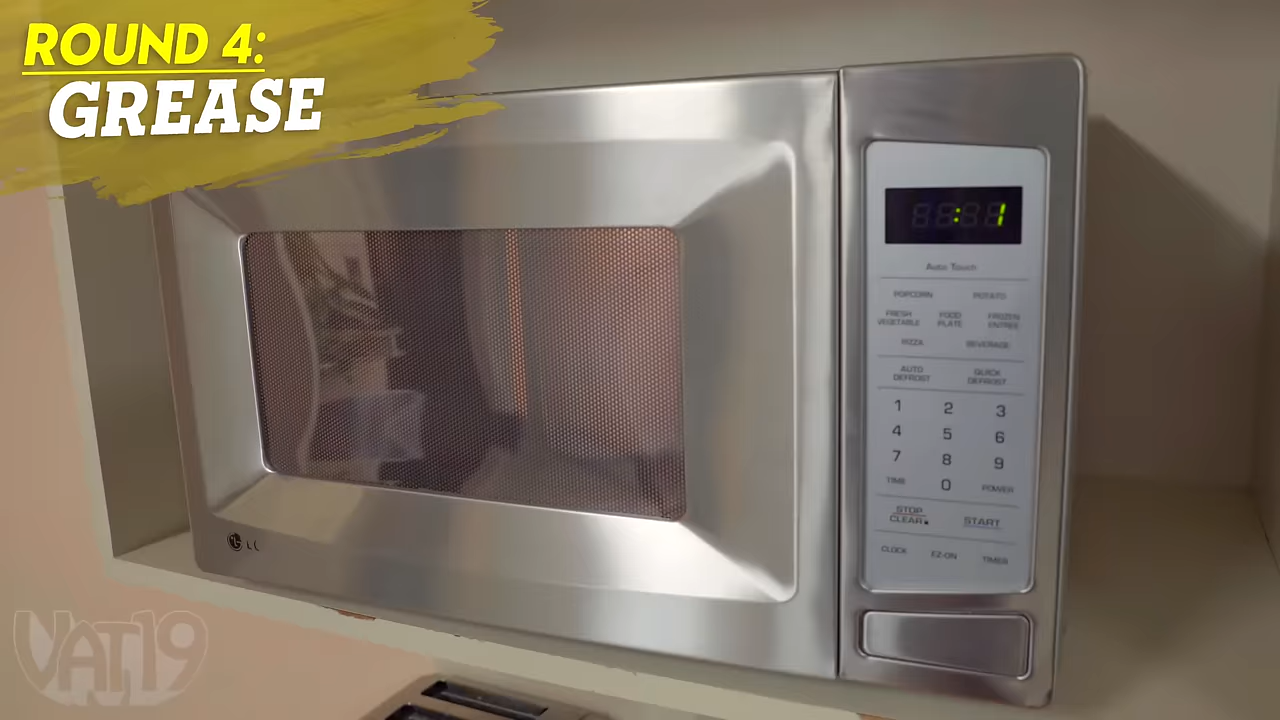 ROUND 4:
GREASE
:1
Auto Touch
POPCORN POTATO
FRESH VEGETABLE FOOD PLATE FROZEN ENTREE
PIZZA BEVERAGE
AUTO DEFROST QUICK DEFROST
1 2 3
4 5 6
7 8 9
TIME 0 POWER
STOP CLEAR START
CLOCK EZ-ON TIMER
LG
VAT19